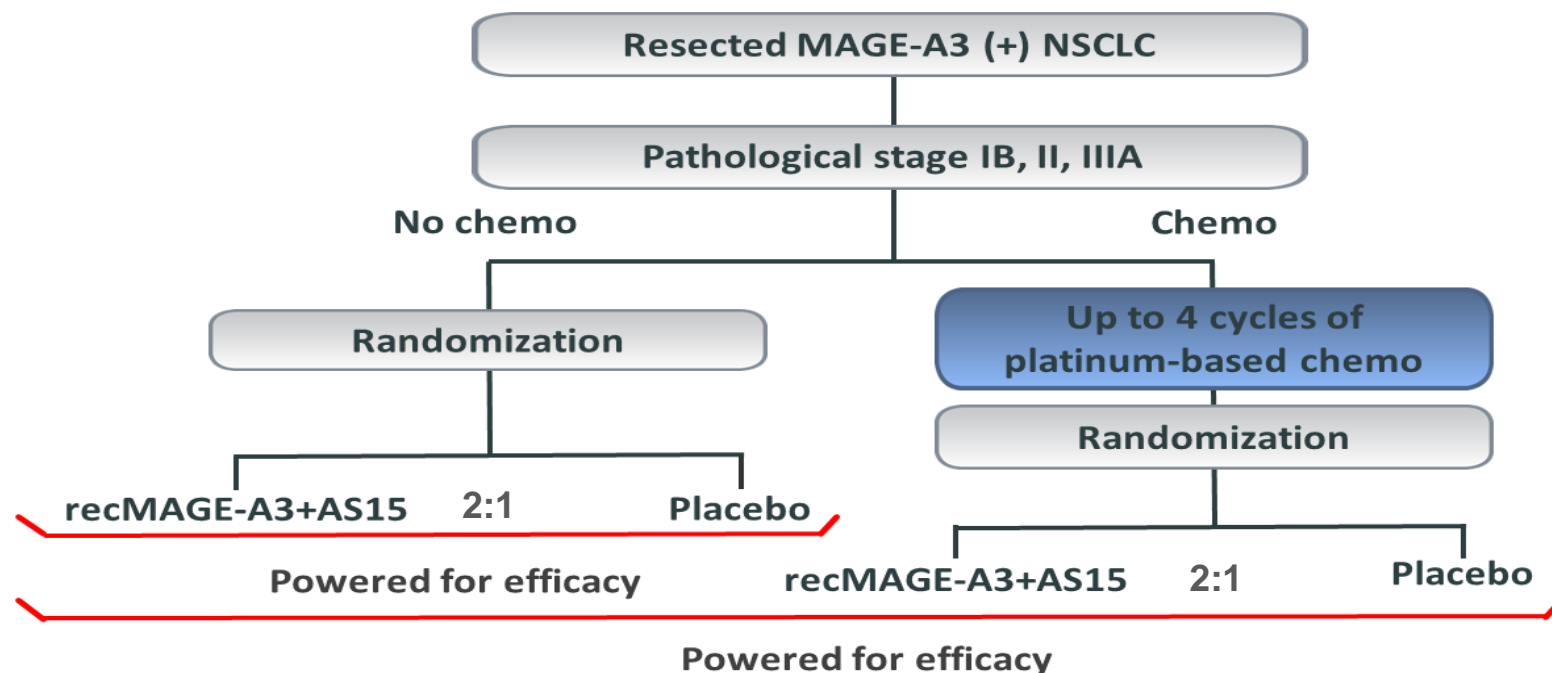 Resected MAGE-A3 (+) NSCLC
Pathological stage IB, II, IIIA
No chemo
Chemo
Randomization
Up to 4 cycles of
platinum-based chemo
Randomization
recMAGE-A3+AS15 2:1 Placebo
Powered for efficacy
recMAGE-A3+AS15 2:1 Placebo
Powered for efficacy